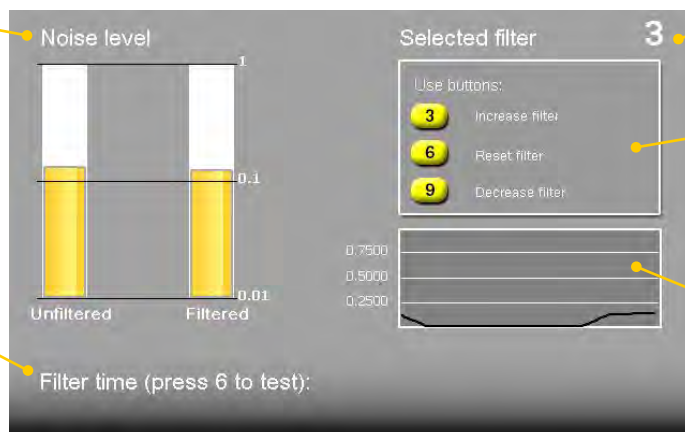 Noise level
1
0.1
0.01
Unfiltered Filtered
Filter time (press 6 to test):
Selected filter 3
Use buttons:
3 Increase filter
6 Reset filter
9 Decrease filter
0.7500
0.5000
0.2500